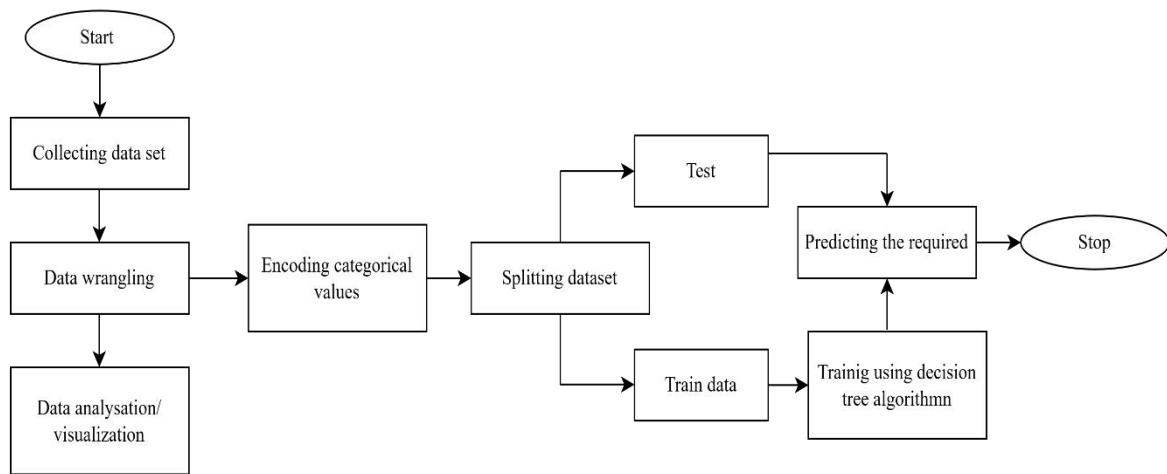 Start
Collecting data set
Data wrangling
Data analysation/
visualization
Encoding categorical
values
Splitting dataset
Test
Train data
Trainig using decision
tree algorithmn
Predicting the required
Stop